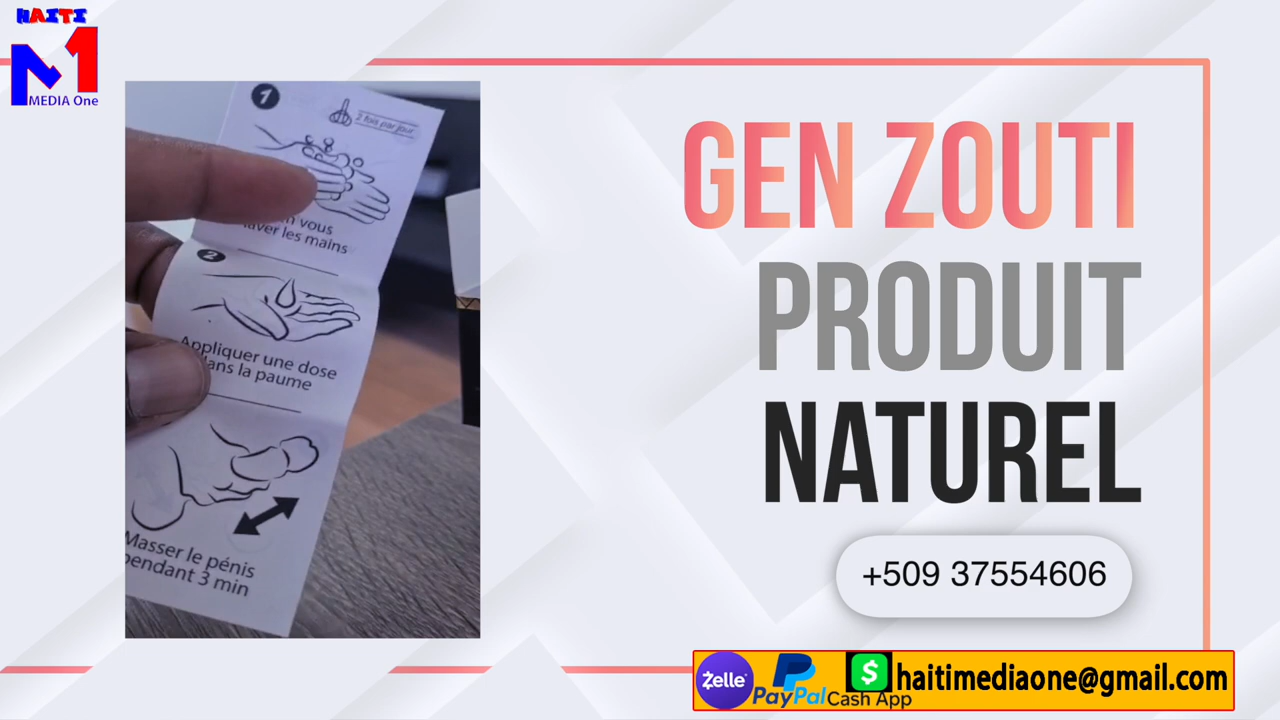 HAITI
M1
MEDIA One
1
2 fois par jour
vous
laver les mains
2
Appliquer une dose
dans la paume
Masser le pénis
pendant 3 min
GEN ZOUTI
PRODUIT
NATUREL
+509 37554606
Zelle
PayPal
Cash App
haitimediaone@gmail.com